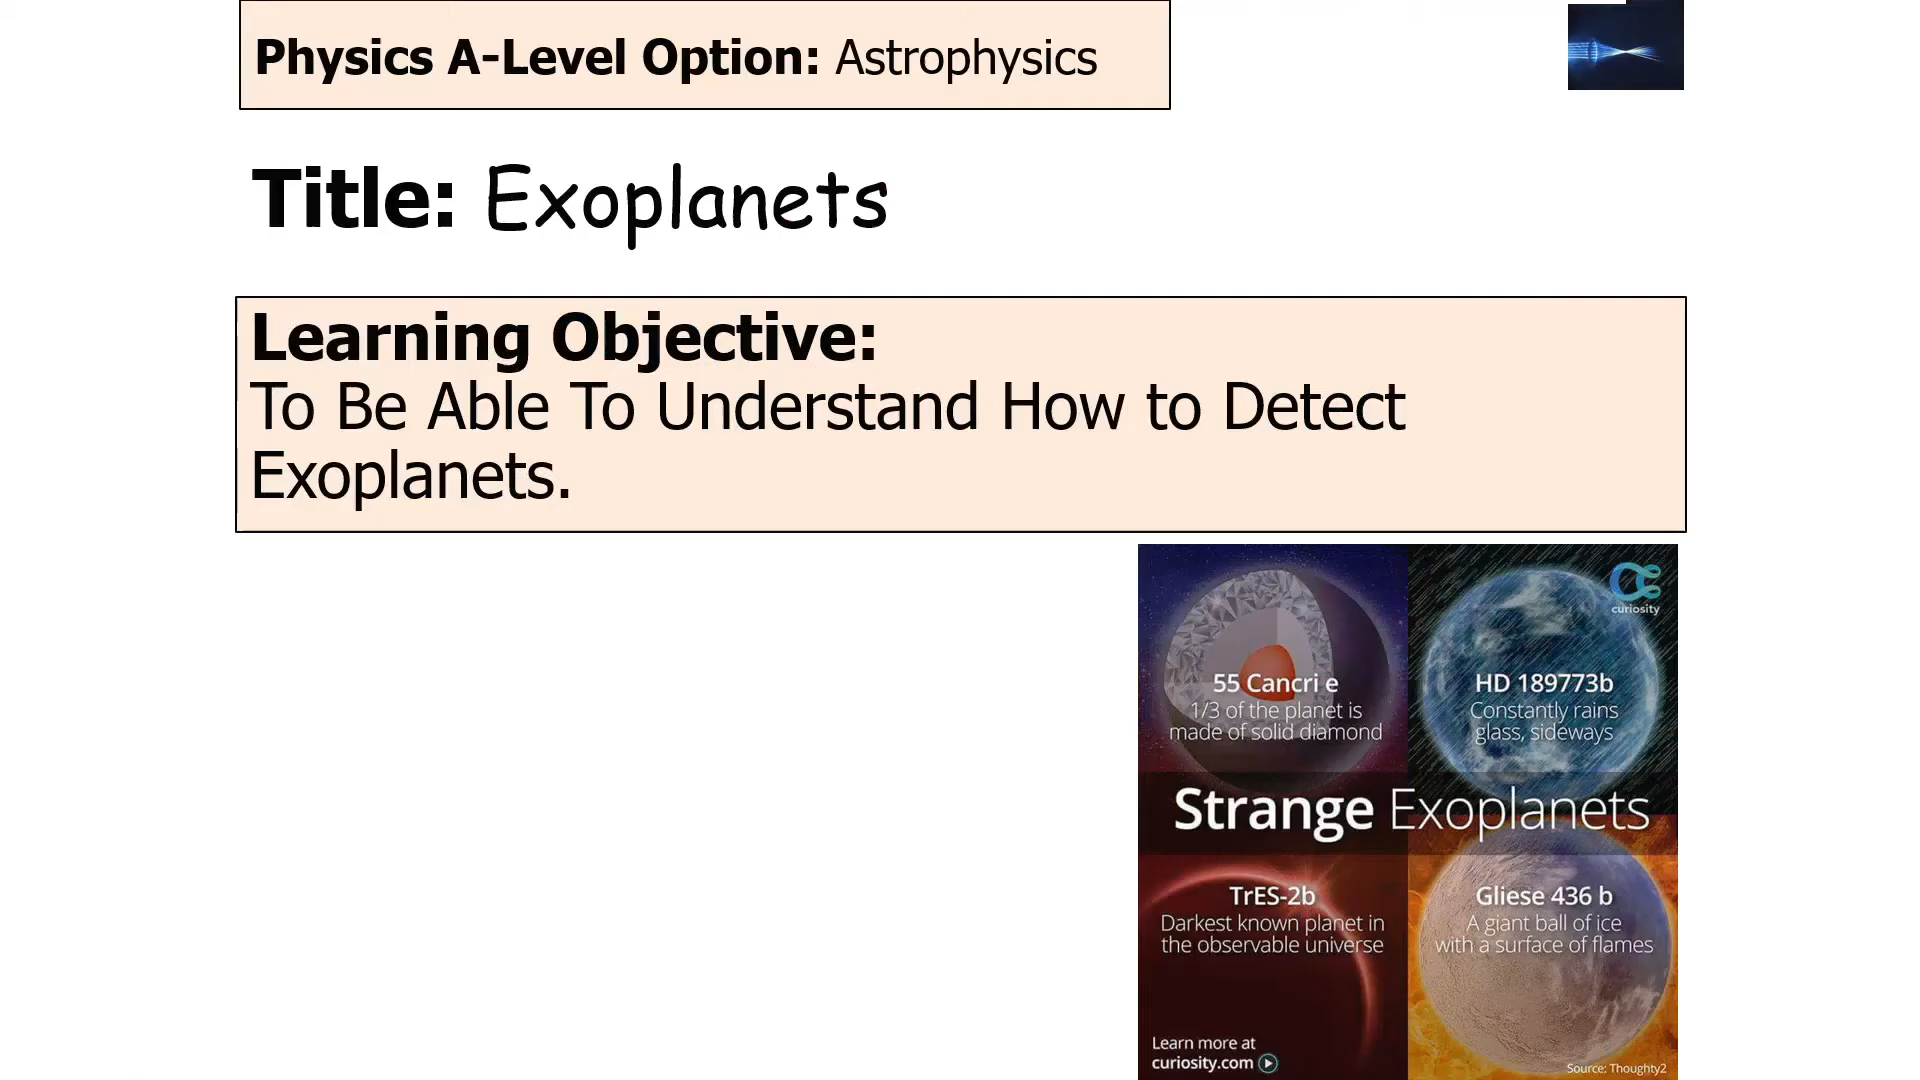 Physics A-Level Option: Astrophysics
Title: Exoplanets
Learning Objective:
To Be Able To Understand How to Detect
Exoplanets.
curiosity
55 Cancri e
1/3 of the planet is
made of solid diamond
HD 189773b
Constantly rains
glass, sideways
Strange Exoplanets
TrES-2b
Darkest known planet in
the observable universe
Gliese 436 b
A giant ball of ice
with a surface of flames
Learn more at
curiosity.com
Source: Thoughty2